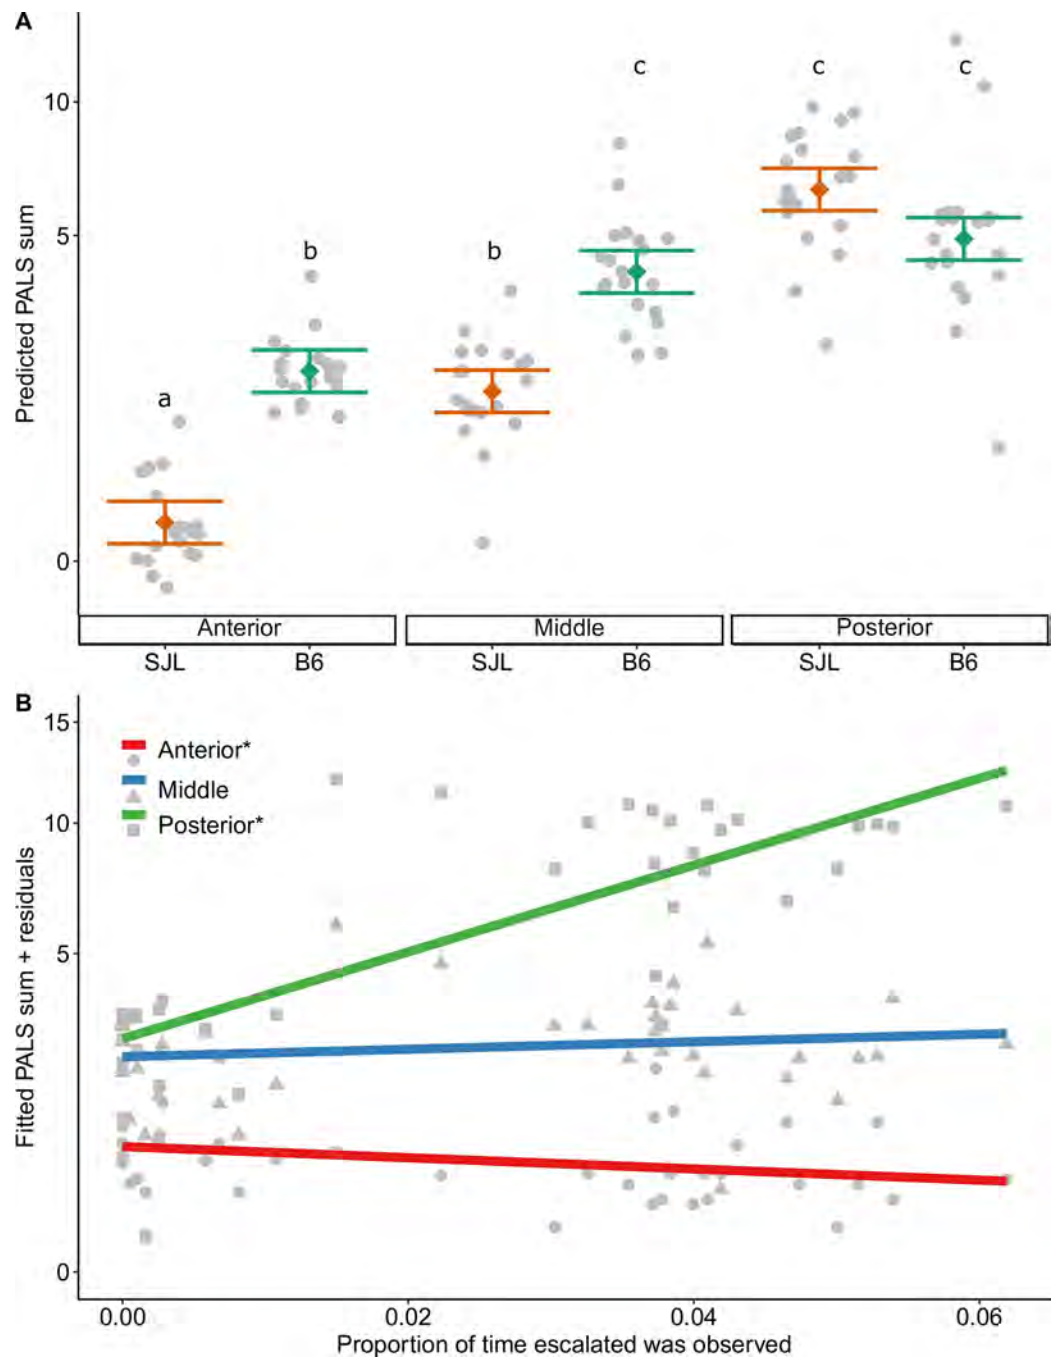 A
Predicted PALS sum
10
5
0
a
b
b
c
c
c
Anterior
Middle
Posterior
SJL
B6
SJL
B6
SJL
B6
B
Fitted PALS sum + residuals
15
10
5
0
Anterior*
Middle
Posterior*
0.00
0.02
0.04
0.06
Proportion of time escalated was observed